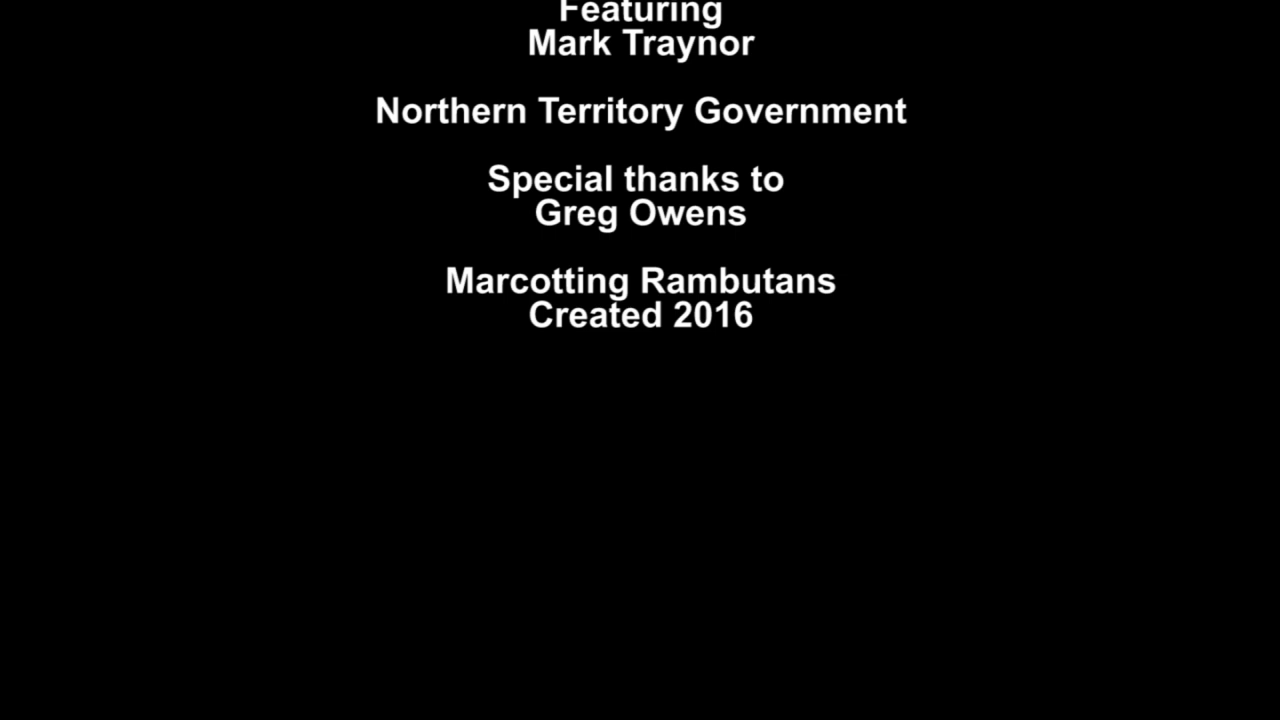 Featuring
Mark Traynor
Northern Territory Government
Special thanks to
Greg Owens
Marcotting Rambutans
Created 2016